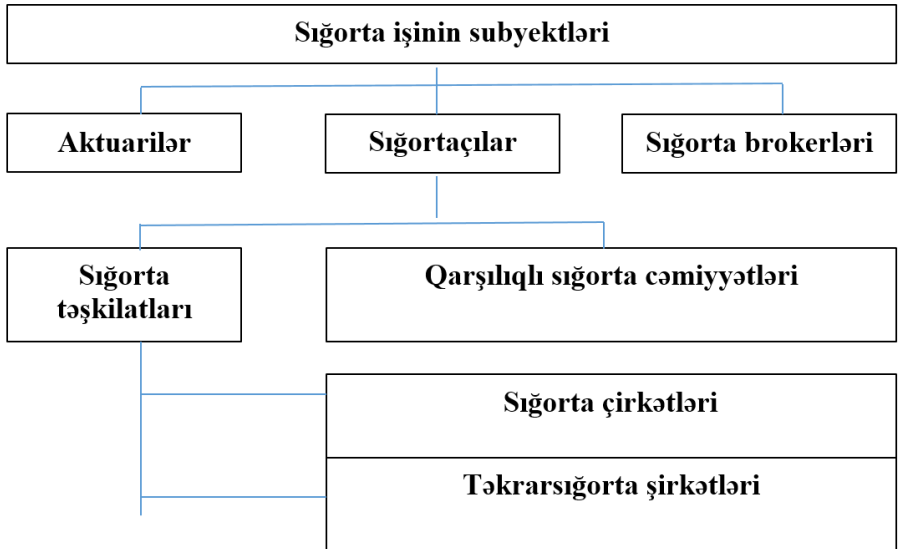 Sığorta işinin subyektləri
Aktuarilər
Sığortaçılar
Sığorta brokerləri
Sığorta
təşkilatları
Qarşılıqlı sığorta cəmiyyətləri
Sığorta çirkətləri
Təkrarsığorta şirkətləri